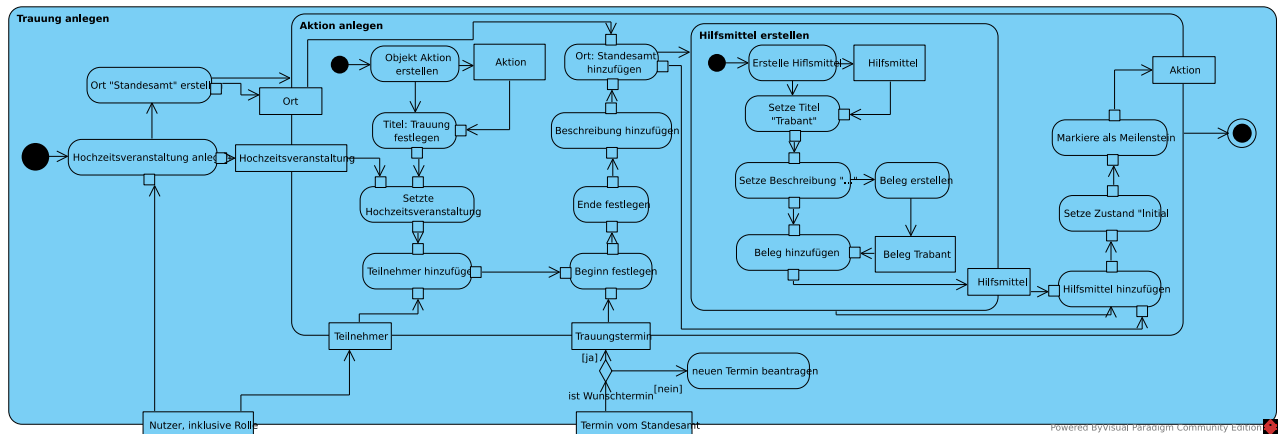 Trauung anlegen
Aktion anlegen
Hilfsmittel erstellen
Objekt Aktion
erstellen
Aktion
Ort: Standesamt
hinzufügen
Erstelle Hiflsmittel
Hilfsmittel
Aktion
Ort "Standesamt" erstell
Ort
Titel: Trauung
festlegen
Beschreibung hinzufügen
Setze Titel
"Trabant"
Markiere als Meilenstein
Hochzeitsveranstaltung anleg
Hochzeitsveranstaltung
Setzte
Hochzeitsveranstaltung
Ende festlegen
Setze Beschreibung "..."
Beleg erstellen
Setze Zustand "Initial
Teilnehmer hinzufüge
Beginn festlegen
Beleg hinzufügen
Beleg Trabant
Hilfsmittel
Hilfsmittel hinzufügen
Teilnehmer
Trauungstermin
[ja]
neuen Termin beantragen
[nein]
ist Wunschtermin
Nutzer, inklusive Rolle
Termin vom Standesamt
Powered ByVisual Paradigm Community Edition